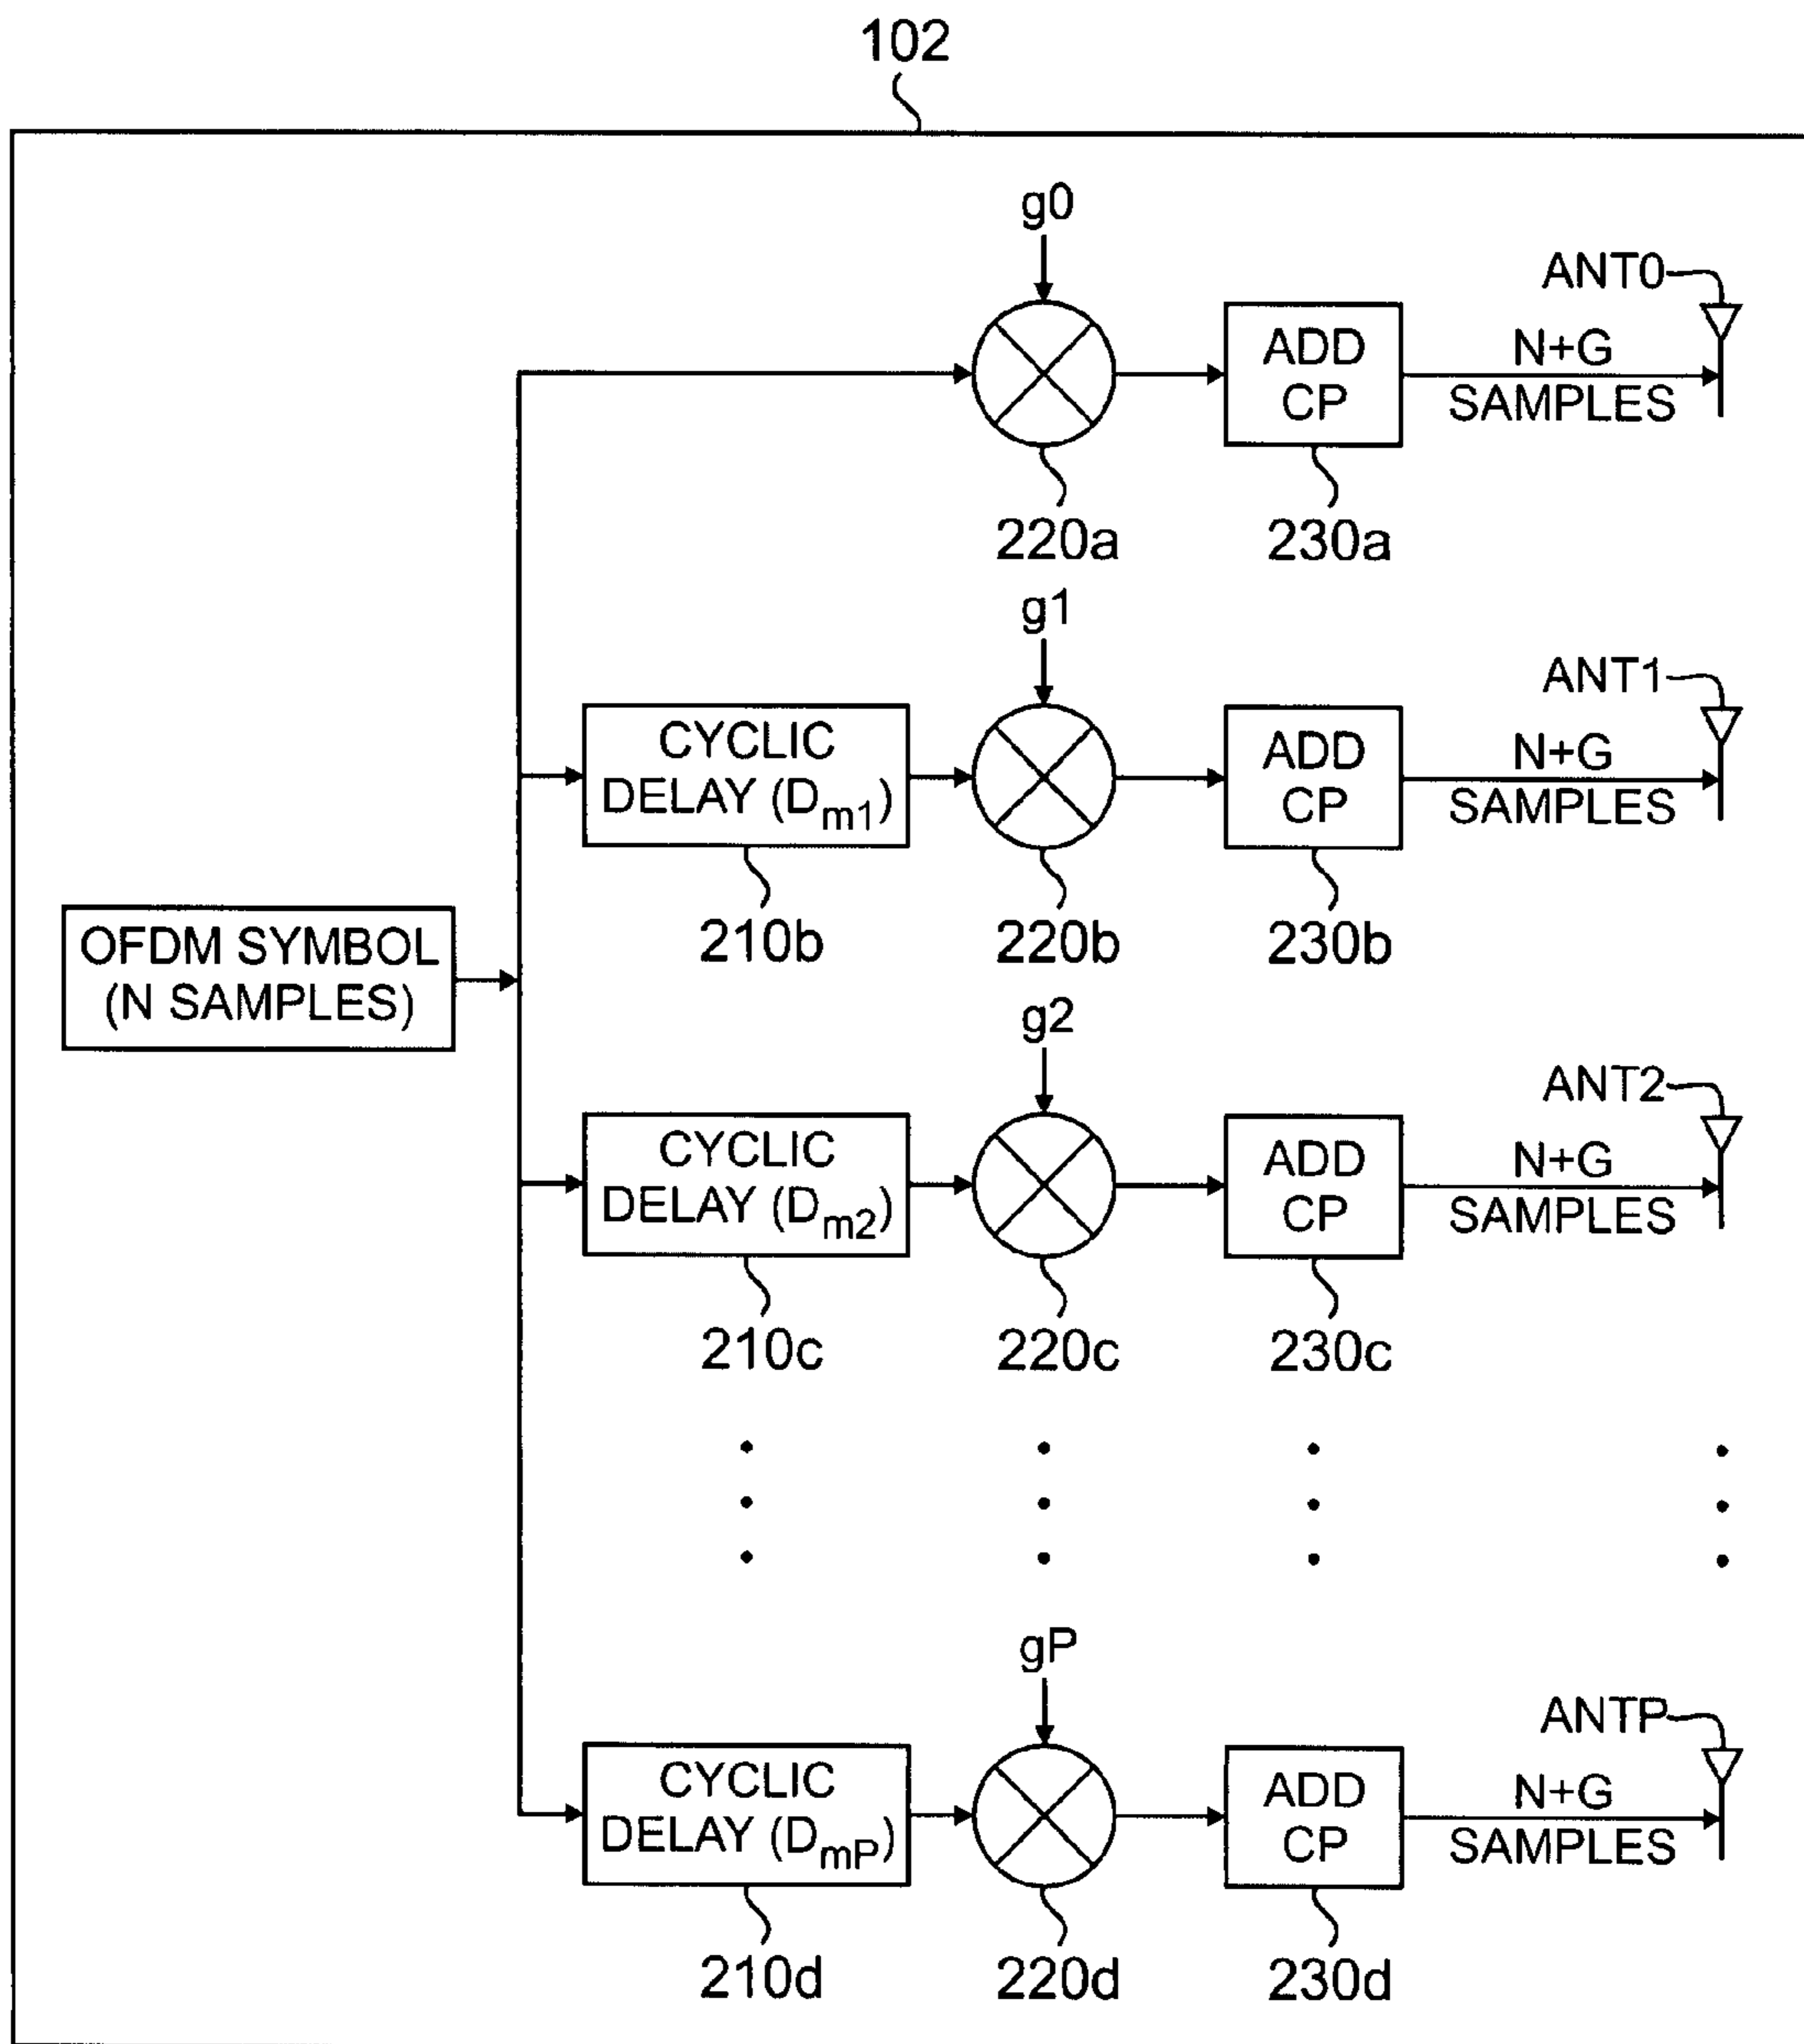 102
g0
ANT0
ADD
CP
N+G
SAMPLES
220a
230a
g1
ANT1
CYCLIC
DELAY (Dm1)
ADD
CP
N+G
SAMPLES
210b
220b
230b
OFDM SYMBOL
(N SAMPLES)
g2
ANT2
CYCLIC
DELAY (Dm2)
ADD
CP
N+G
SAMPLES
210c
220c
230c
gP
ANTP
CYCLIC
DELAY (DmP)
ADD
CP
N+G
SAMPLES
210d
220d
230d